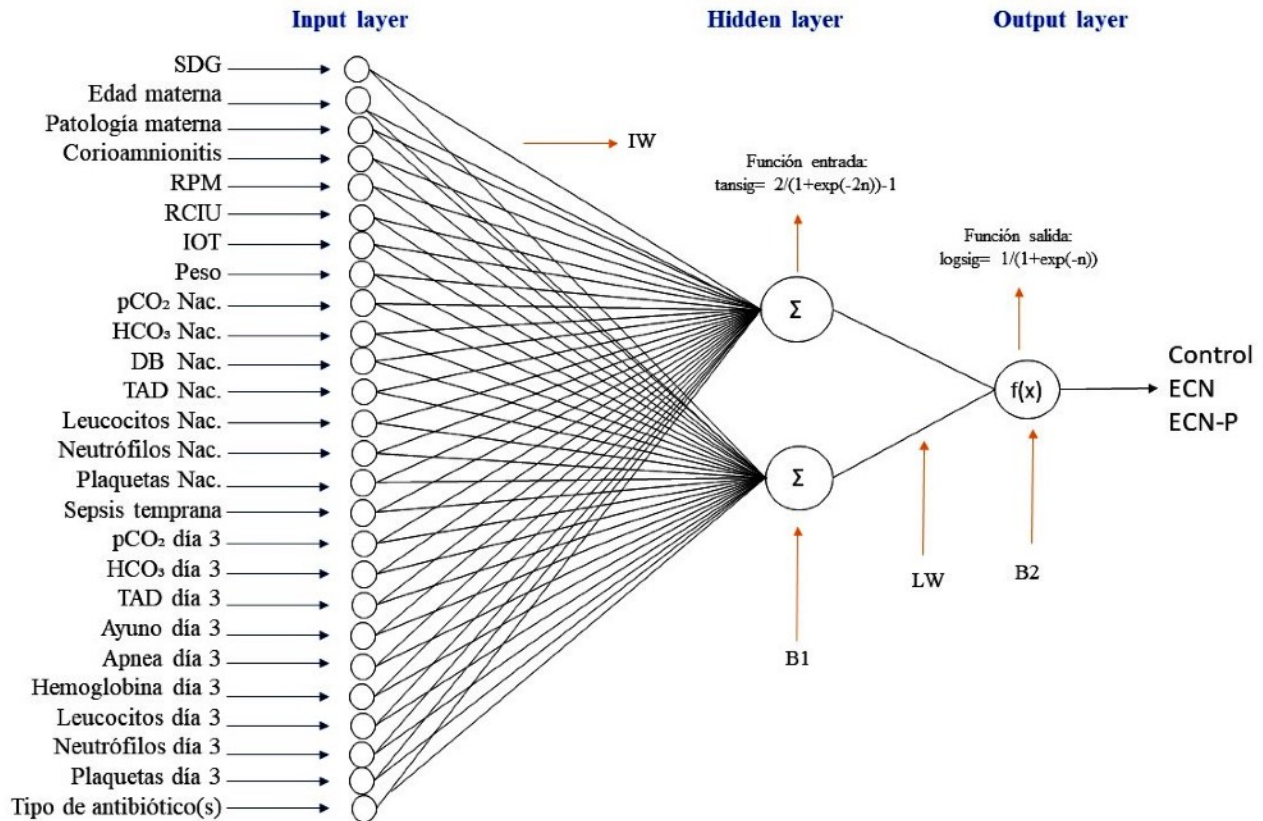 Input layer
Hidden layer
Output layer
SDG
Edad materna
Patología materna
Corioamnionitis
RPM
RCIU
IOT
Peso
pCO₂ Nac.
HCO₃ Nac.
DB Nac.
TAD Nac.
Leucocitos Nac.
Neutrófilos Nac.
Plaquetas Nac.
Sepsis temprana
pCO₂ día 3
HCO₃ día 3
TAD día 3
Ayuno día 3
Apnea día 3
Hemoglobina día 3
Leucocitos día 3
Neutrófilos día 3
Plaquetas día 3
Tipo de antibiótico(s)
IW
Función entrada:
tansig= 2/(1+exp(-2n))-1
Σ
Σ
B1
Función salida:
logsig= 1/(1+exp(-n))
f(x)
LW
B2
Control
ECN
ECN-P